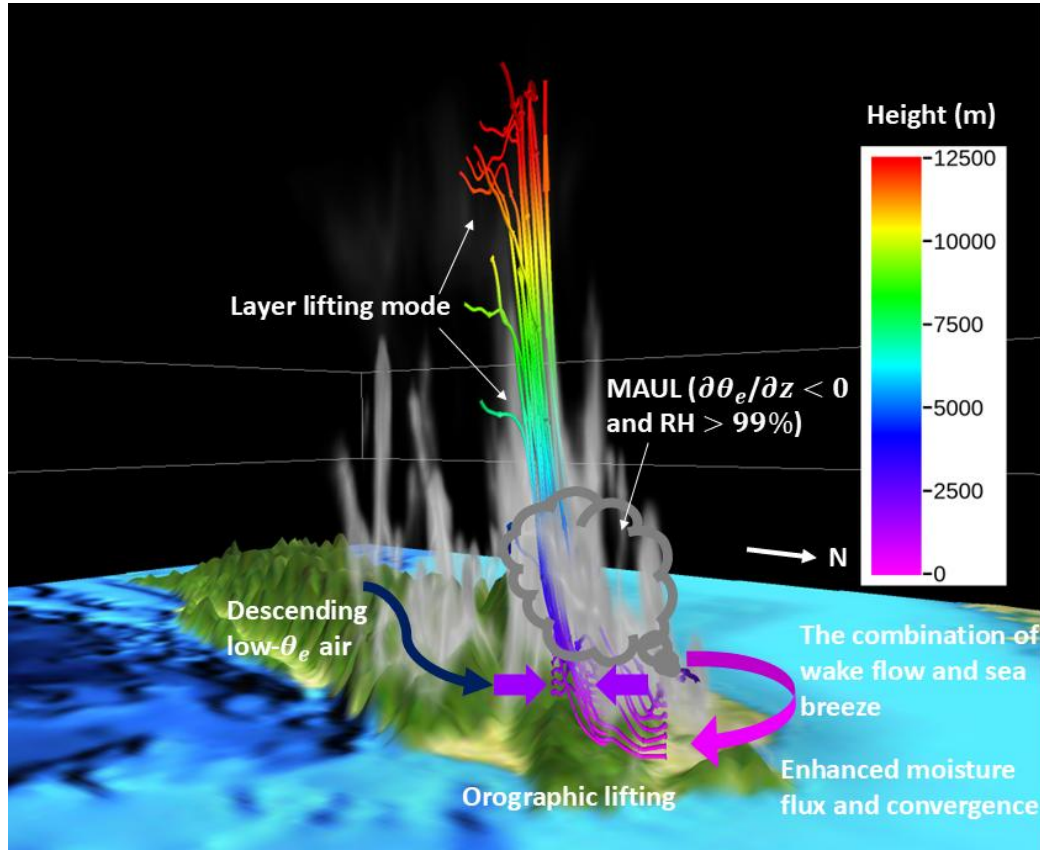 Height (m)
12500
10000
7500
5000
2500
0
Layer lifting mode
MAUL (∂θₑ/∂z < 0
and RH > 99%)
N
Descending
low-θₑ air
The combination of
wake flow and sea
breeze
Orographic lifting
Enhanced moisture
flux and convergence